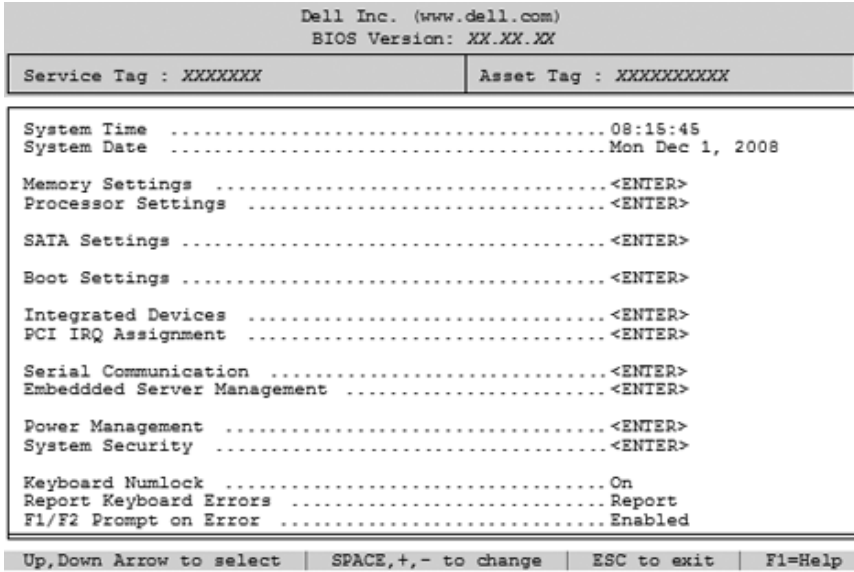 Dell Inc. (www.dell.com)
BIOS Version: XX.XX.XX
Service Tag : XXXXXXX Asset Tag : XXXXXXXXXX
System Time ....................................... 08:15:45
System Date ....................................... Mon Dec 1, 2008
Memory Settings ...................................<ENTER>
Processor Settings ................................<ENTER>
SATA Settings ......................................<ENTER>
Boot Settings ......................................<ENTER>
Integrated Devices ................................<ENTER>
PCI IRQ Assignment ................................<ENTER>
Serial Communication ..............................<ENTER>
Embeddded Server Management .......................<ENTER>
Power Management ..................................<ENTER>
System Security ...................................<ENTER>
Keyboard Numlock ..................................On
Report Keyboard Errors ............................Report
F1/F2 Prompt on Error .............................Enabled
Up,Down Arrow to select | SPACE,+,- to change | ESC to exit | F1=Help